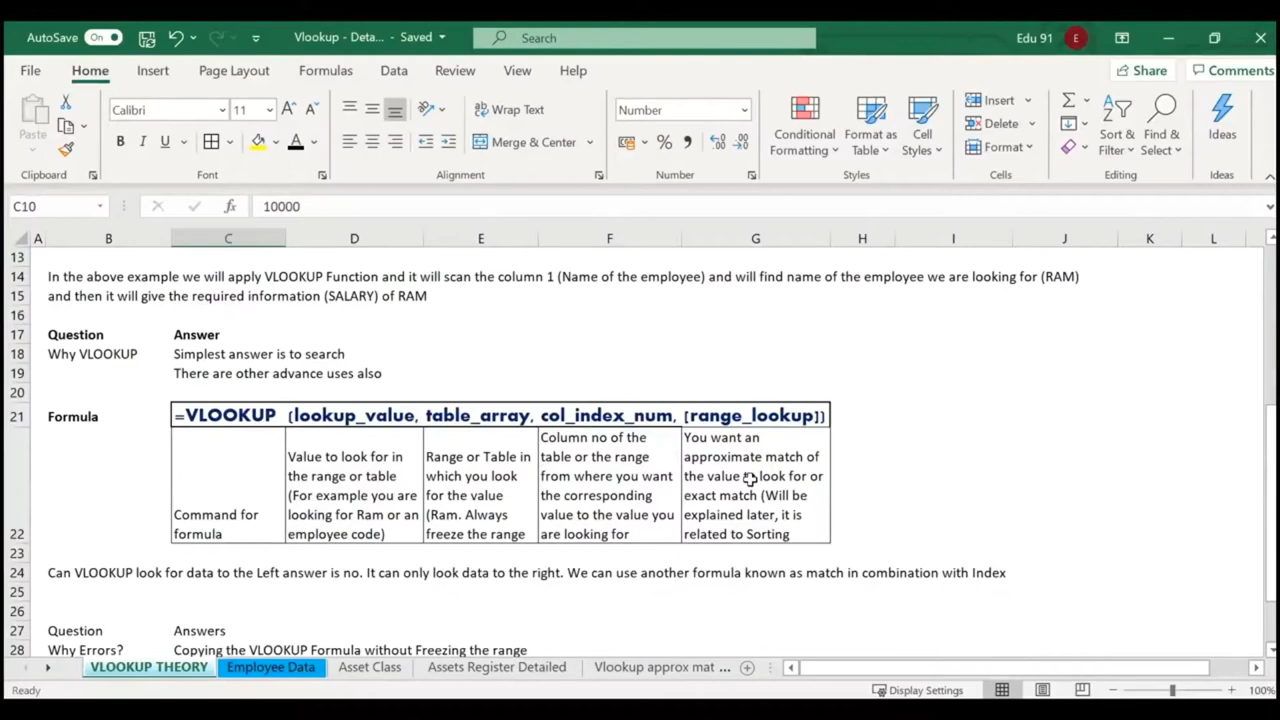 AutoSave On Vlookup - Deta... - Saved Search Edu 91 E
File Home Insert Page Layout Formulas Data Review View Help Share Comments
Paste Calibri 11 Wrap Text Number Conditional Formatting Format as Table Cell Styles Insert Sort & Filter Find & Select Ideas
B I U A Merge & Center % Delete
Format
Clipboard Font Alignment Number Styles Cells Editing Ideas
C10 fx 10000
A B C D E F G H I J K L
13
14 In the above example we will apply VLOOKUP Function and it will scan the column 1 (Name of the employee) and will find name of the employee we are looking for (RAM)
15 and then it will give the required information (SALARY) of RAM
16
17 Question Answer
18 Why VLOOKUP Simplest answer is to search
19 There are other advance uses also
20
21 Formula =VLOOKUP (lookup_value, table_array, col_index_num, [range_lookup])
22 Command for
formula
Value to look for in
the range or table
(For example you are
looking for Ram or an
employee code)
Range or Table in
which you look
for the value
(Ram. Always
freeze the range
Column no of the
table or the range
from where you want
the corresponding
value to the value you
are looking for
You want an
approximate match of
the value to look for or
exact match (Will be
explained later, it is
related to Sorting
23
24 Can VLOOKUP look for data to the Left answer is no. It can only look data to the right. We can use another formula known as match in combination with Index
25
26
27 Question Answers
28 Why Errors? Copying the VLOOKUP Formula without Freezing the range
VLOOKUP THEORY Employee Data Asset Class Assets Register Detailed Vlookup approx mat ...
Ready Display Settings 100%